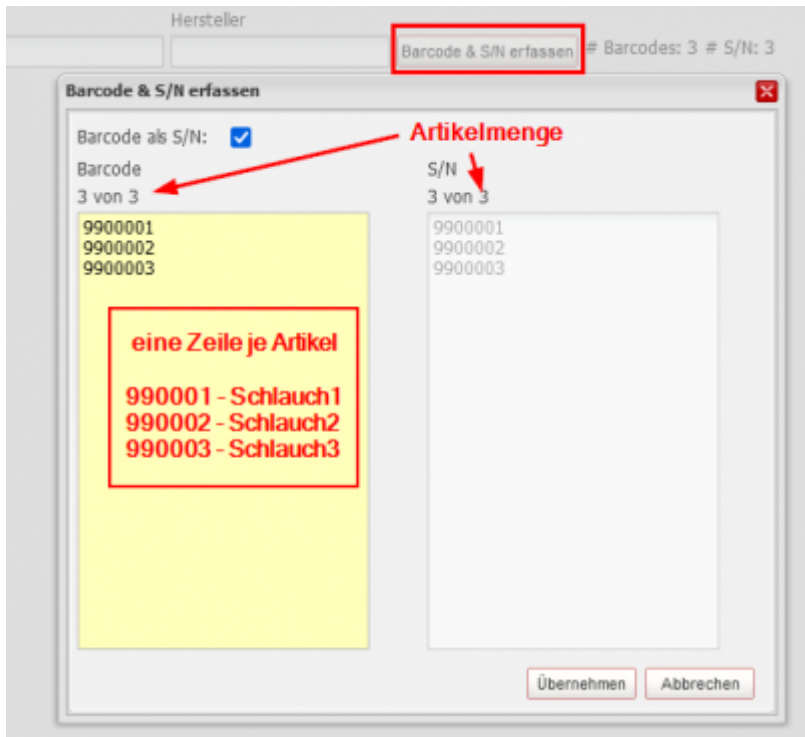 Hersteller
Barcode & S/N erfassen # Barcodes: 3 # S/N: 3
Barcode & S/N erfassen
Barcode als S/N:
Artikelmenge
Barcode S/N
3 von 3 3 von 3
9900001 9900001
9900002 9900002
9900003 9900003
eine Zeile je Artikel
990001 - Schlauch1
990002 - Schlauch2
990003 - Schlauch3
Übernehmen Abbrechen